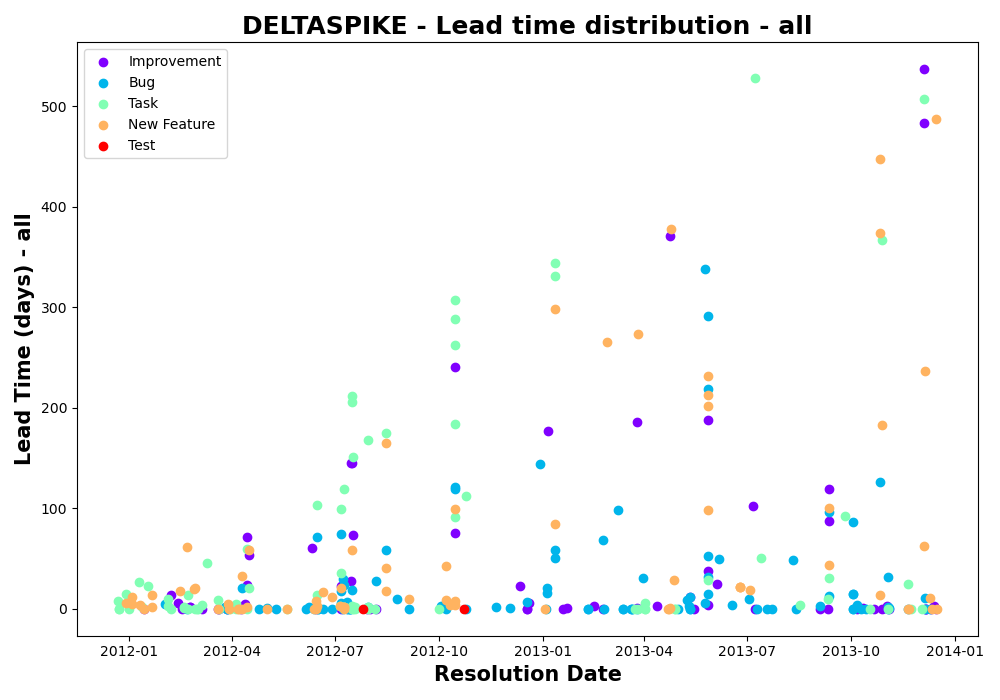 DELTASPIKE - Lead time distribution - all
Improvement
Bug
Task
New Feature
Test
Lead Time (days) - all
500
400
300
200
100
0
2012-01 2012-04 2012-07 2012-10 2013-01 2013-04 2013-07 2013-10 2014-01
Resolution Date